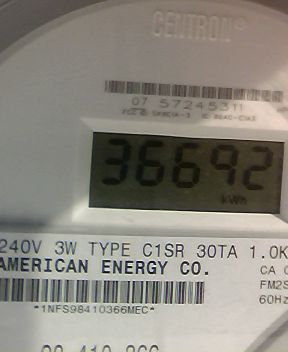 CENTRON®
07 57245311
36692
kWh
240V 3W TYPE C1SR 30TA 1.0K
AMERICAN ENERGY CO.
CA
FM2S
60Hz
*1NFS98410366MEC*